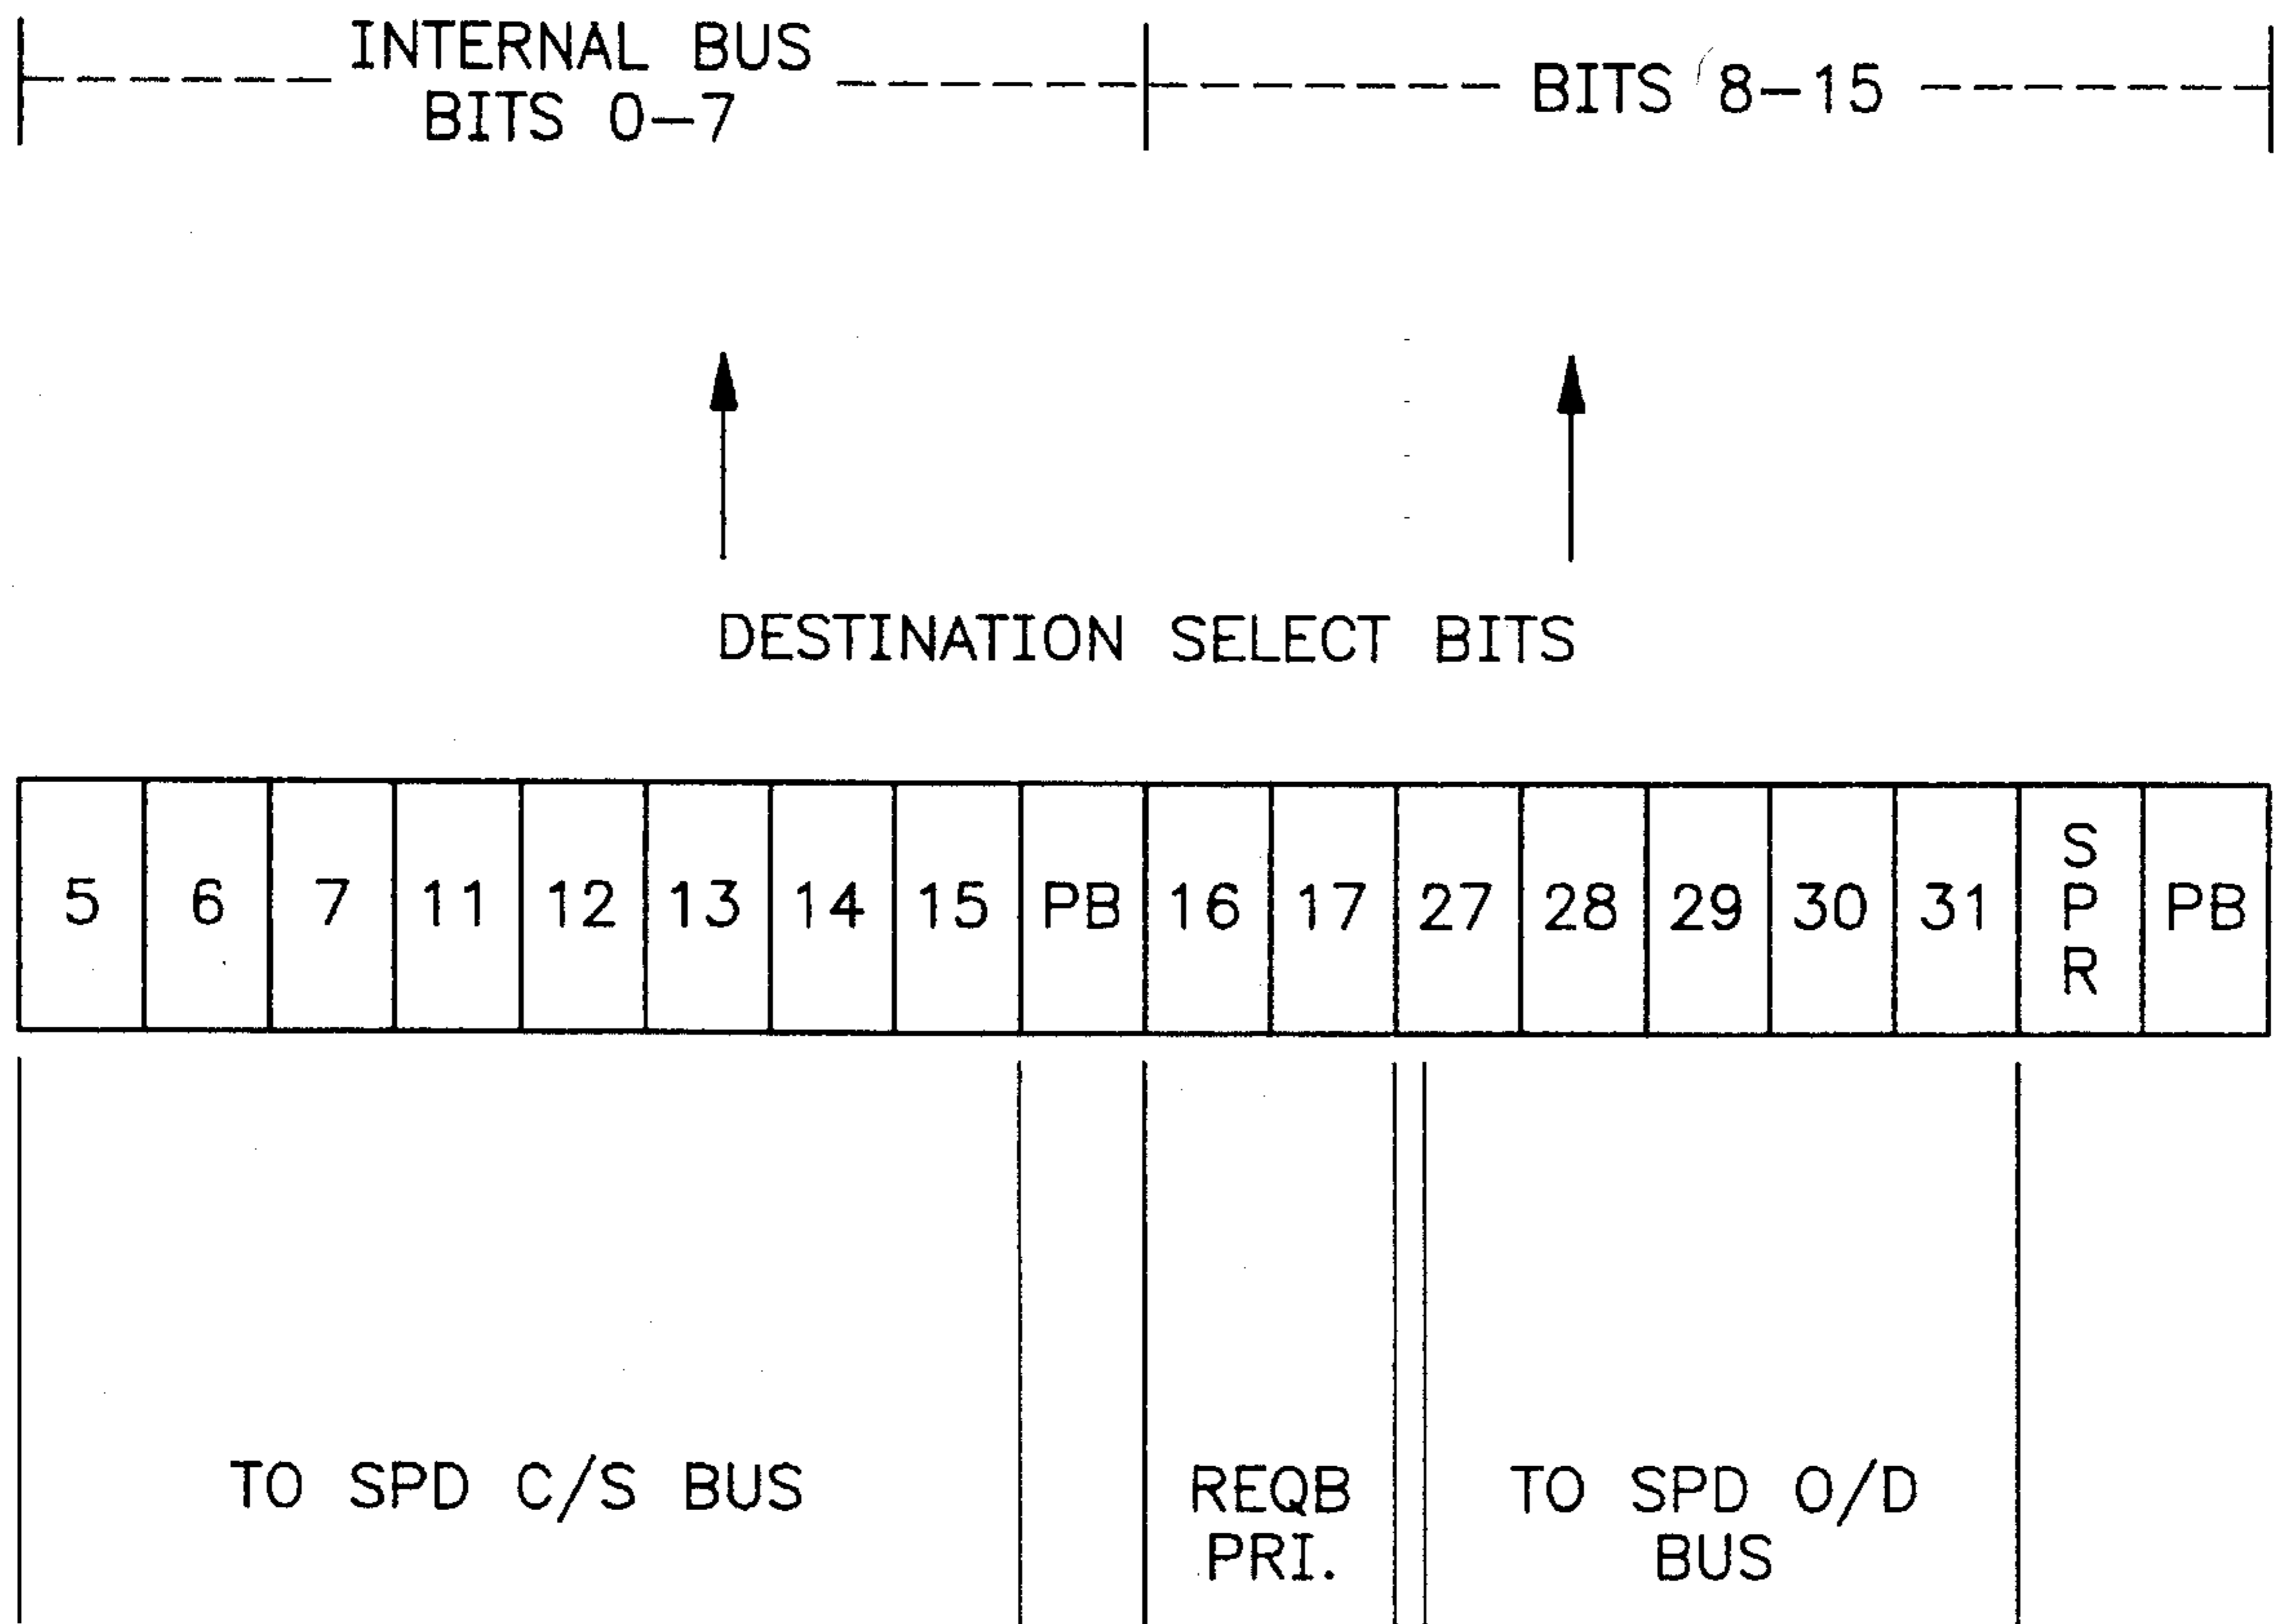 INTERNAL BUS
BITS 0-7
BITS 8-15
DESTINATION SELECT BITS
5 6 7 11 12 13 14 15 PB 16 17 27 28 29 30 31 SPR PB
TO SPD C/S BUS
REQB
PRI.
TO SPD O/D
BUS